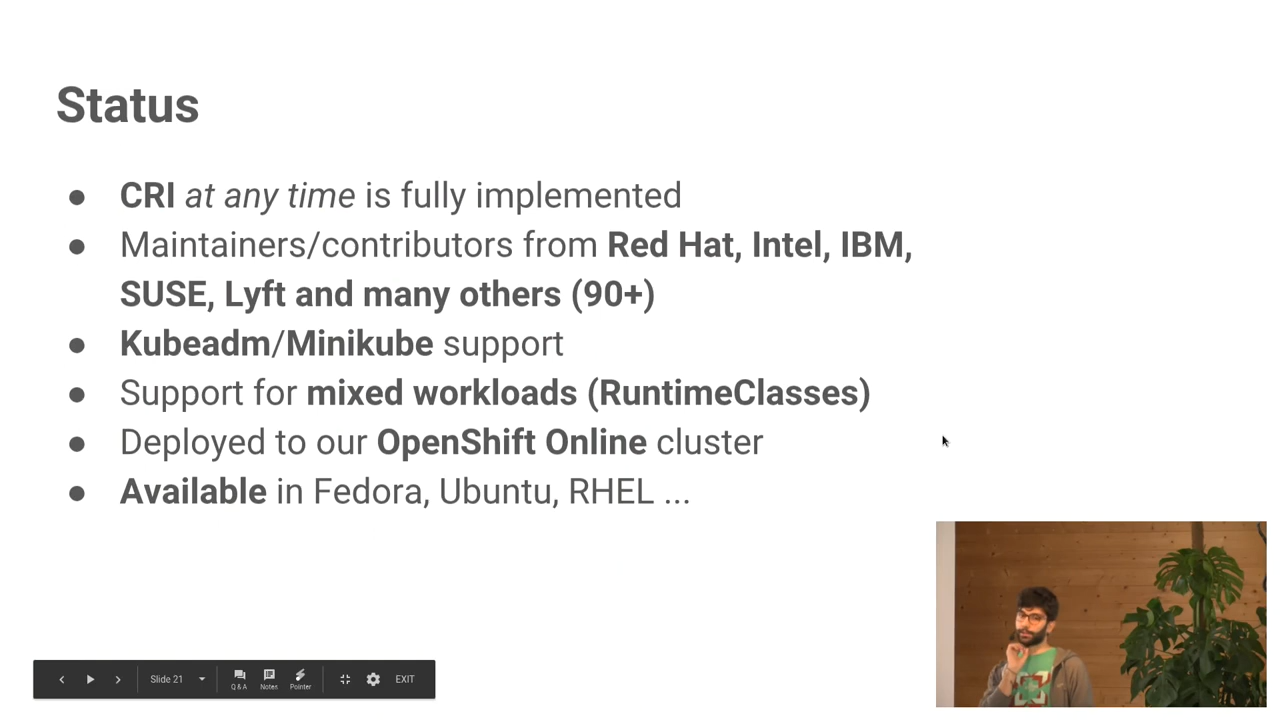 Status
● CRI at any time is fully implemented
● Maintainers/contributors from Red Hat, Intel, IBM,
SUSE, Lyft and many others (90+)
● Kubeadm/Minikube support
● Support for mixed workloads (RuntimeClasses)
● Deployed to our OpenShift Online cluster
● Available in Fedora, Ubuntu, RHEL ...
Slide 21
Q & A
Notes
Pointer
EXIT